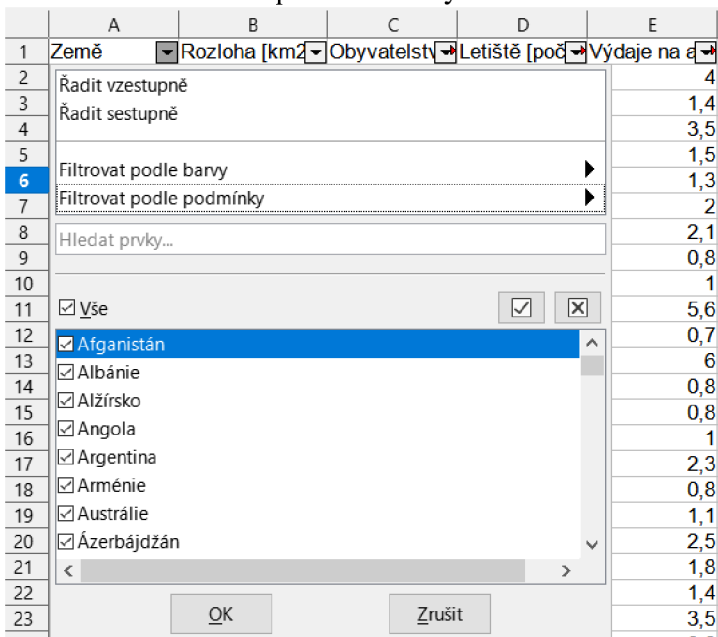 A B C D E
1 Země Rozloha [km2 Obyvatelstv Letiště [poč Výdaje na a
2 4
3 1,4
4 3,5
5 1,5
6 1,3
7 2
8 2,1
9 0,8
10 1
11 5,6
12 0,7
13 6
14 0,8
15 0,8
16 1
17 2,3
18 0,8
19 1,1
20 2,5
21 1,8
22 1,4
23 3,5
Řadit vzestupně
Řadit sestupně
Filtrovat podle barvy
Filtrovat podle podmínky
Hledat prvky...
Vše
Afganistán
Albánie
Alžírsko
Angola
Argentina
Arménie
Austrálie
Ázerbájdžán
OK Zrušit